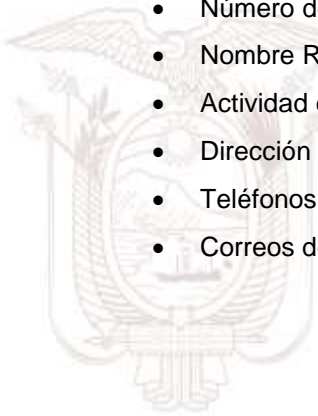 • Número d
• Nombre R
• Actividad
• Dirección
• Teléfonos
• Correos d